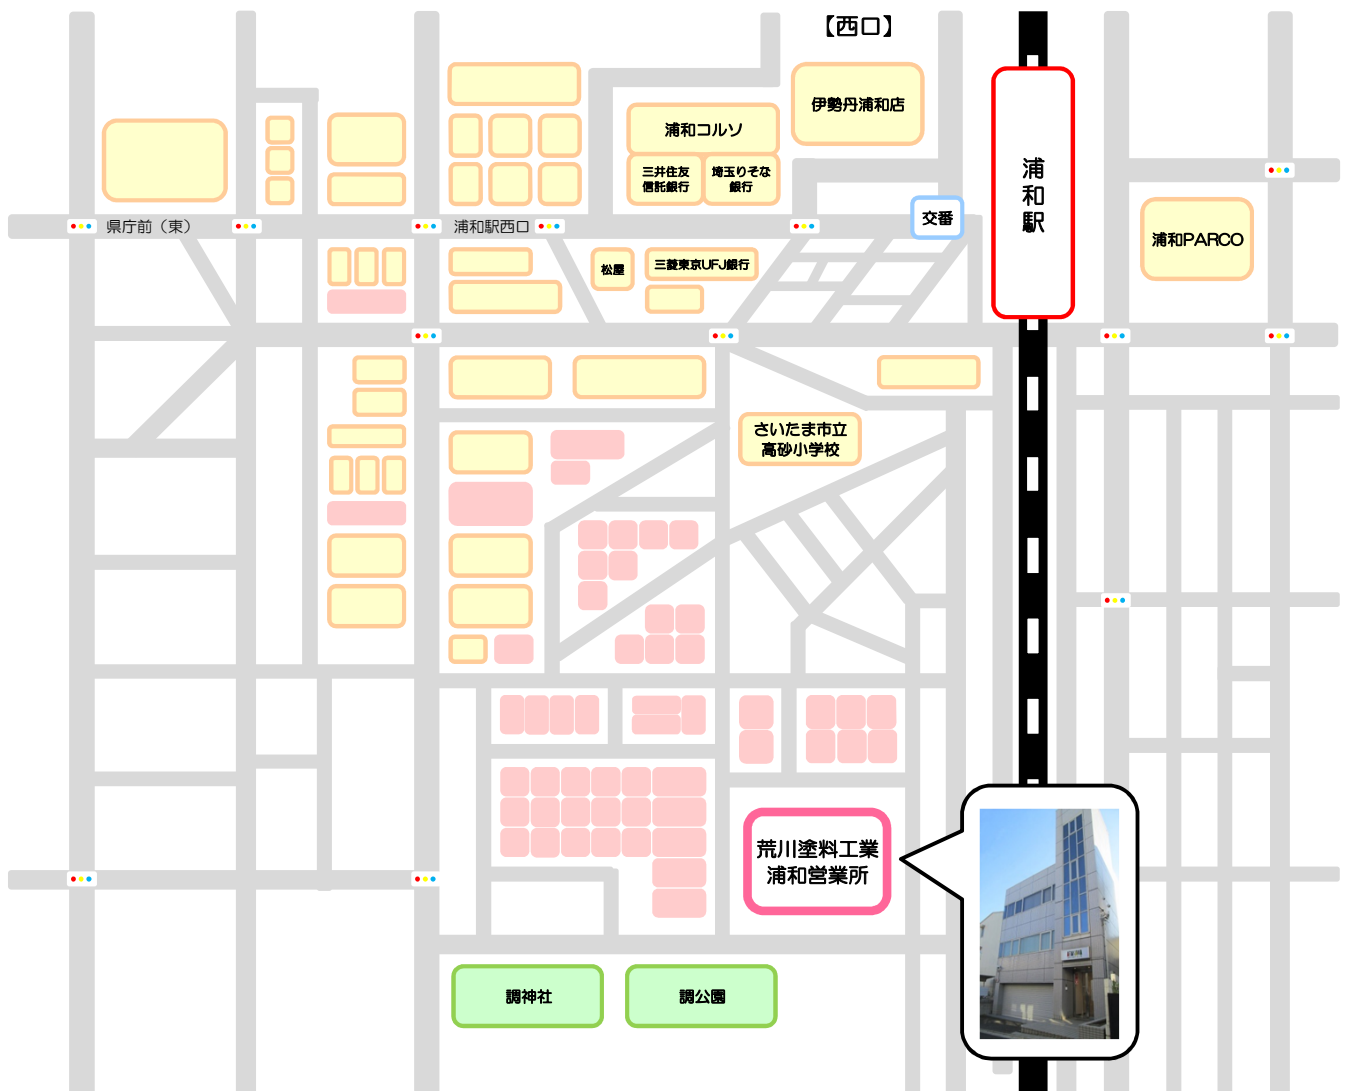 【西口】
伊勢丹浦和店
浦和コルソ
三井住友
信託銀行
埼玉りそな
銀行
浦和駅
交番
県庁前（東）
浦和駅西口
浦和PARCO
松屋
三菱東京UFJ銀行
さいたま市立
高砂小学校
荒川塗料工業
浦和営業所
調神社
調公園